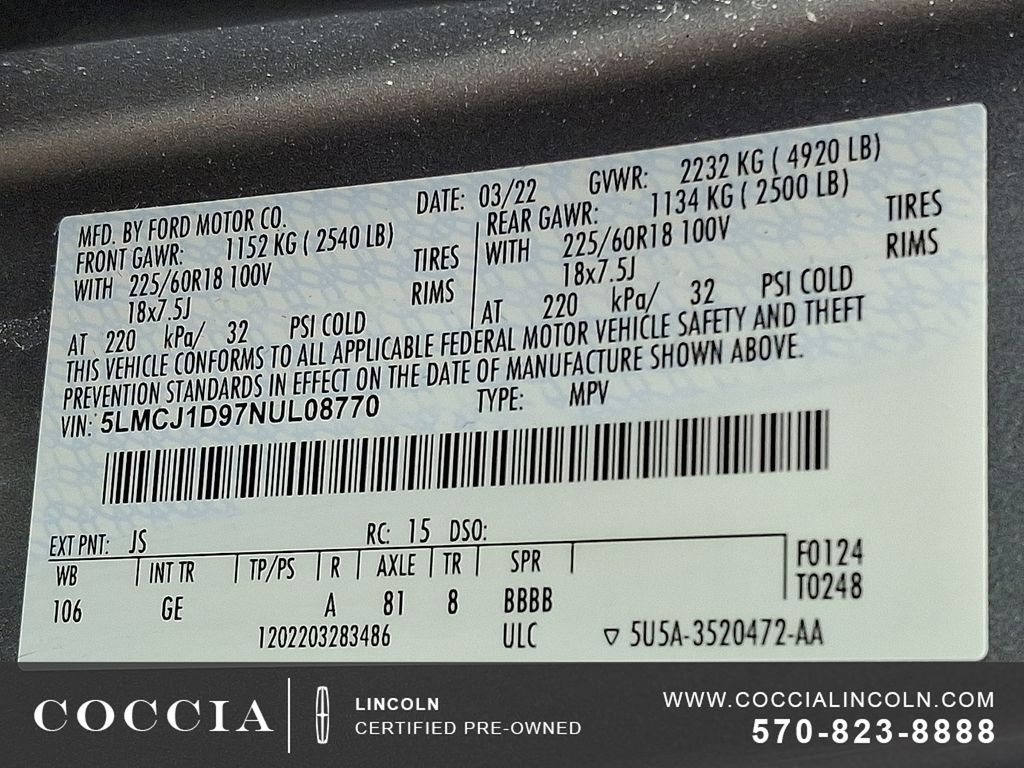 MFD. BY FORD MOTOR CO. DATE: 03/22 GVWR: 2232 KG ( 4920 LB)
FRONT GAWR: 1152 KG ( 2540 LB) REAR GAWR: 1134 KG ( 2500 LB)
WITH 225/60R18 100V TIRES WITH 225/60R18 100V TIRES
18x7.5J RIMS 18x7.5J RIMS
AT 220 kPa/ 32 PSI COLD AT 220 kPa/ 32 PSI COLD
THIS VEHICLE CONFORMS TO ALL APPLICABLE FEDERAL MOTOR VEHICLE SAFETY AND THEFT
PREVENTION STANDARDS IN EFFECT ON THE DATE OF MANUFACTURE SHOWN ABOVE.
VIN: 5LMCJ1D97NUL08770 TYPE: MPV
EXT PNT: JS RC: 15 DSO:
WB INT TR TP/PS R AXLE TR SPR F0124
106 GE A 81 8 BBBB T0248
1202203283486 ULC ▽ 5U5A-3520472-AA
COCCIA
LINCOLN
CERTIFIED PRE-OWNED
WWW.COCCIALINCOLN.COM
570-823-8888